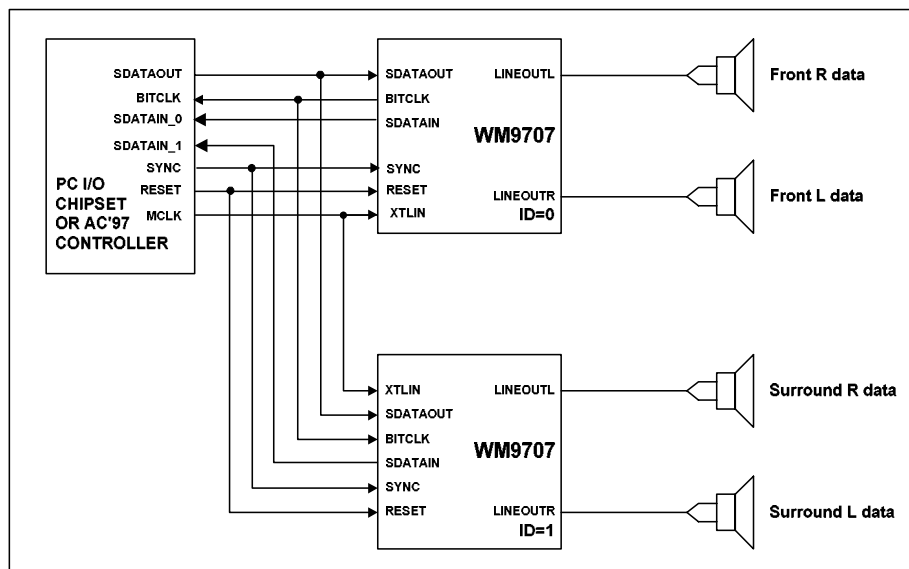 SDATAOUT
BITCLK
SDATAIN_0
SDATAIN_1
SYNC
RESET
MCLK
PC I/O
CHIPSET
OR AC'97
CONTROLLER
SDATAOUT
BITCLK
SDATAIN
SYNC
RESET
XTLIN
WM9707
LINEOUTL
LINEOUTR
ID=0
Front R data
Front L data
XTLIN
SDATAOUT
BITCLK
SDATAIN
SYNC
RESET
WM9707
LINEOUTL
LINEOUTR
ID=1
Surround R data
Surround L data